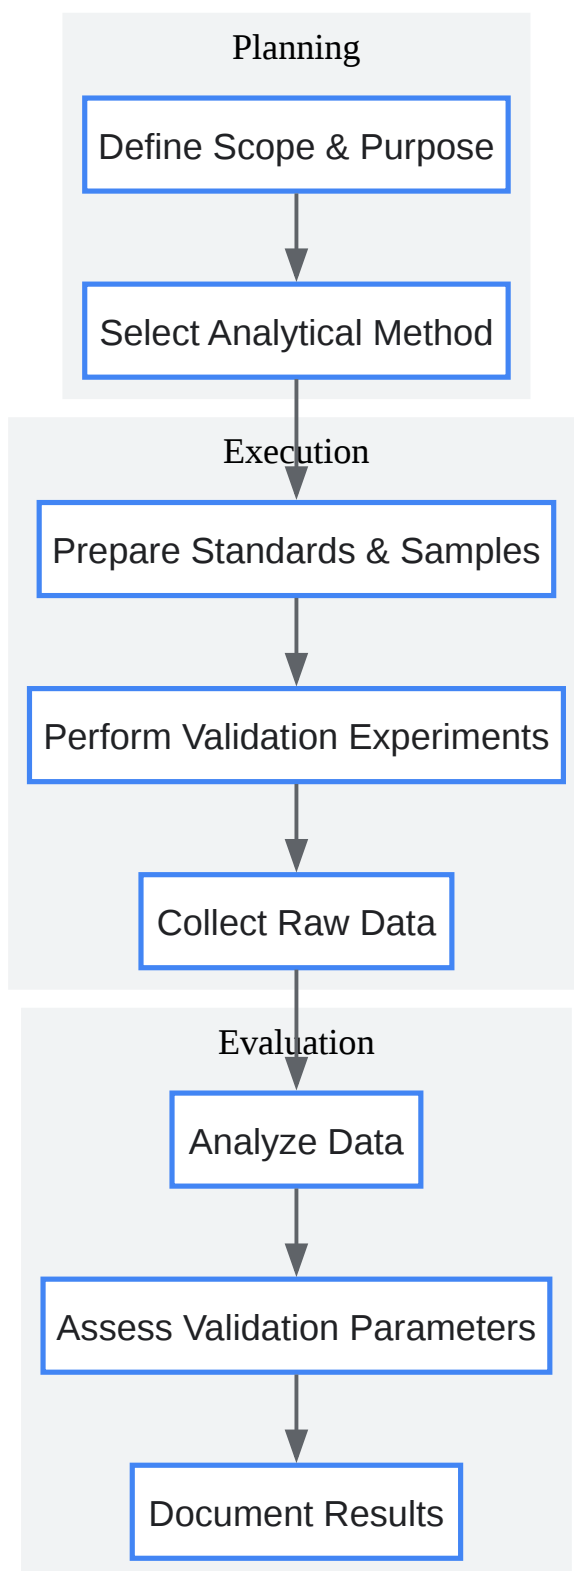 Planning
Define Scope & Purpose
Select Analytical Method
Execution
Prepare Standards & Samples
Perform Validation Experiments
Collect Raw Data
Evaluation
Analyze Data
Assess Validation Parameters
Document Results